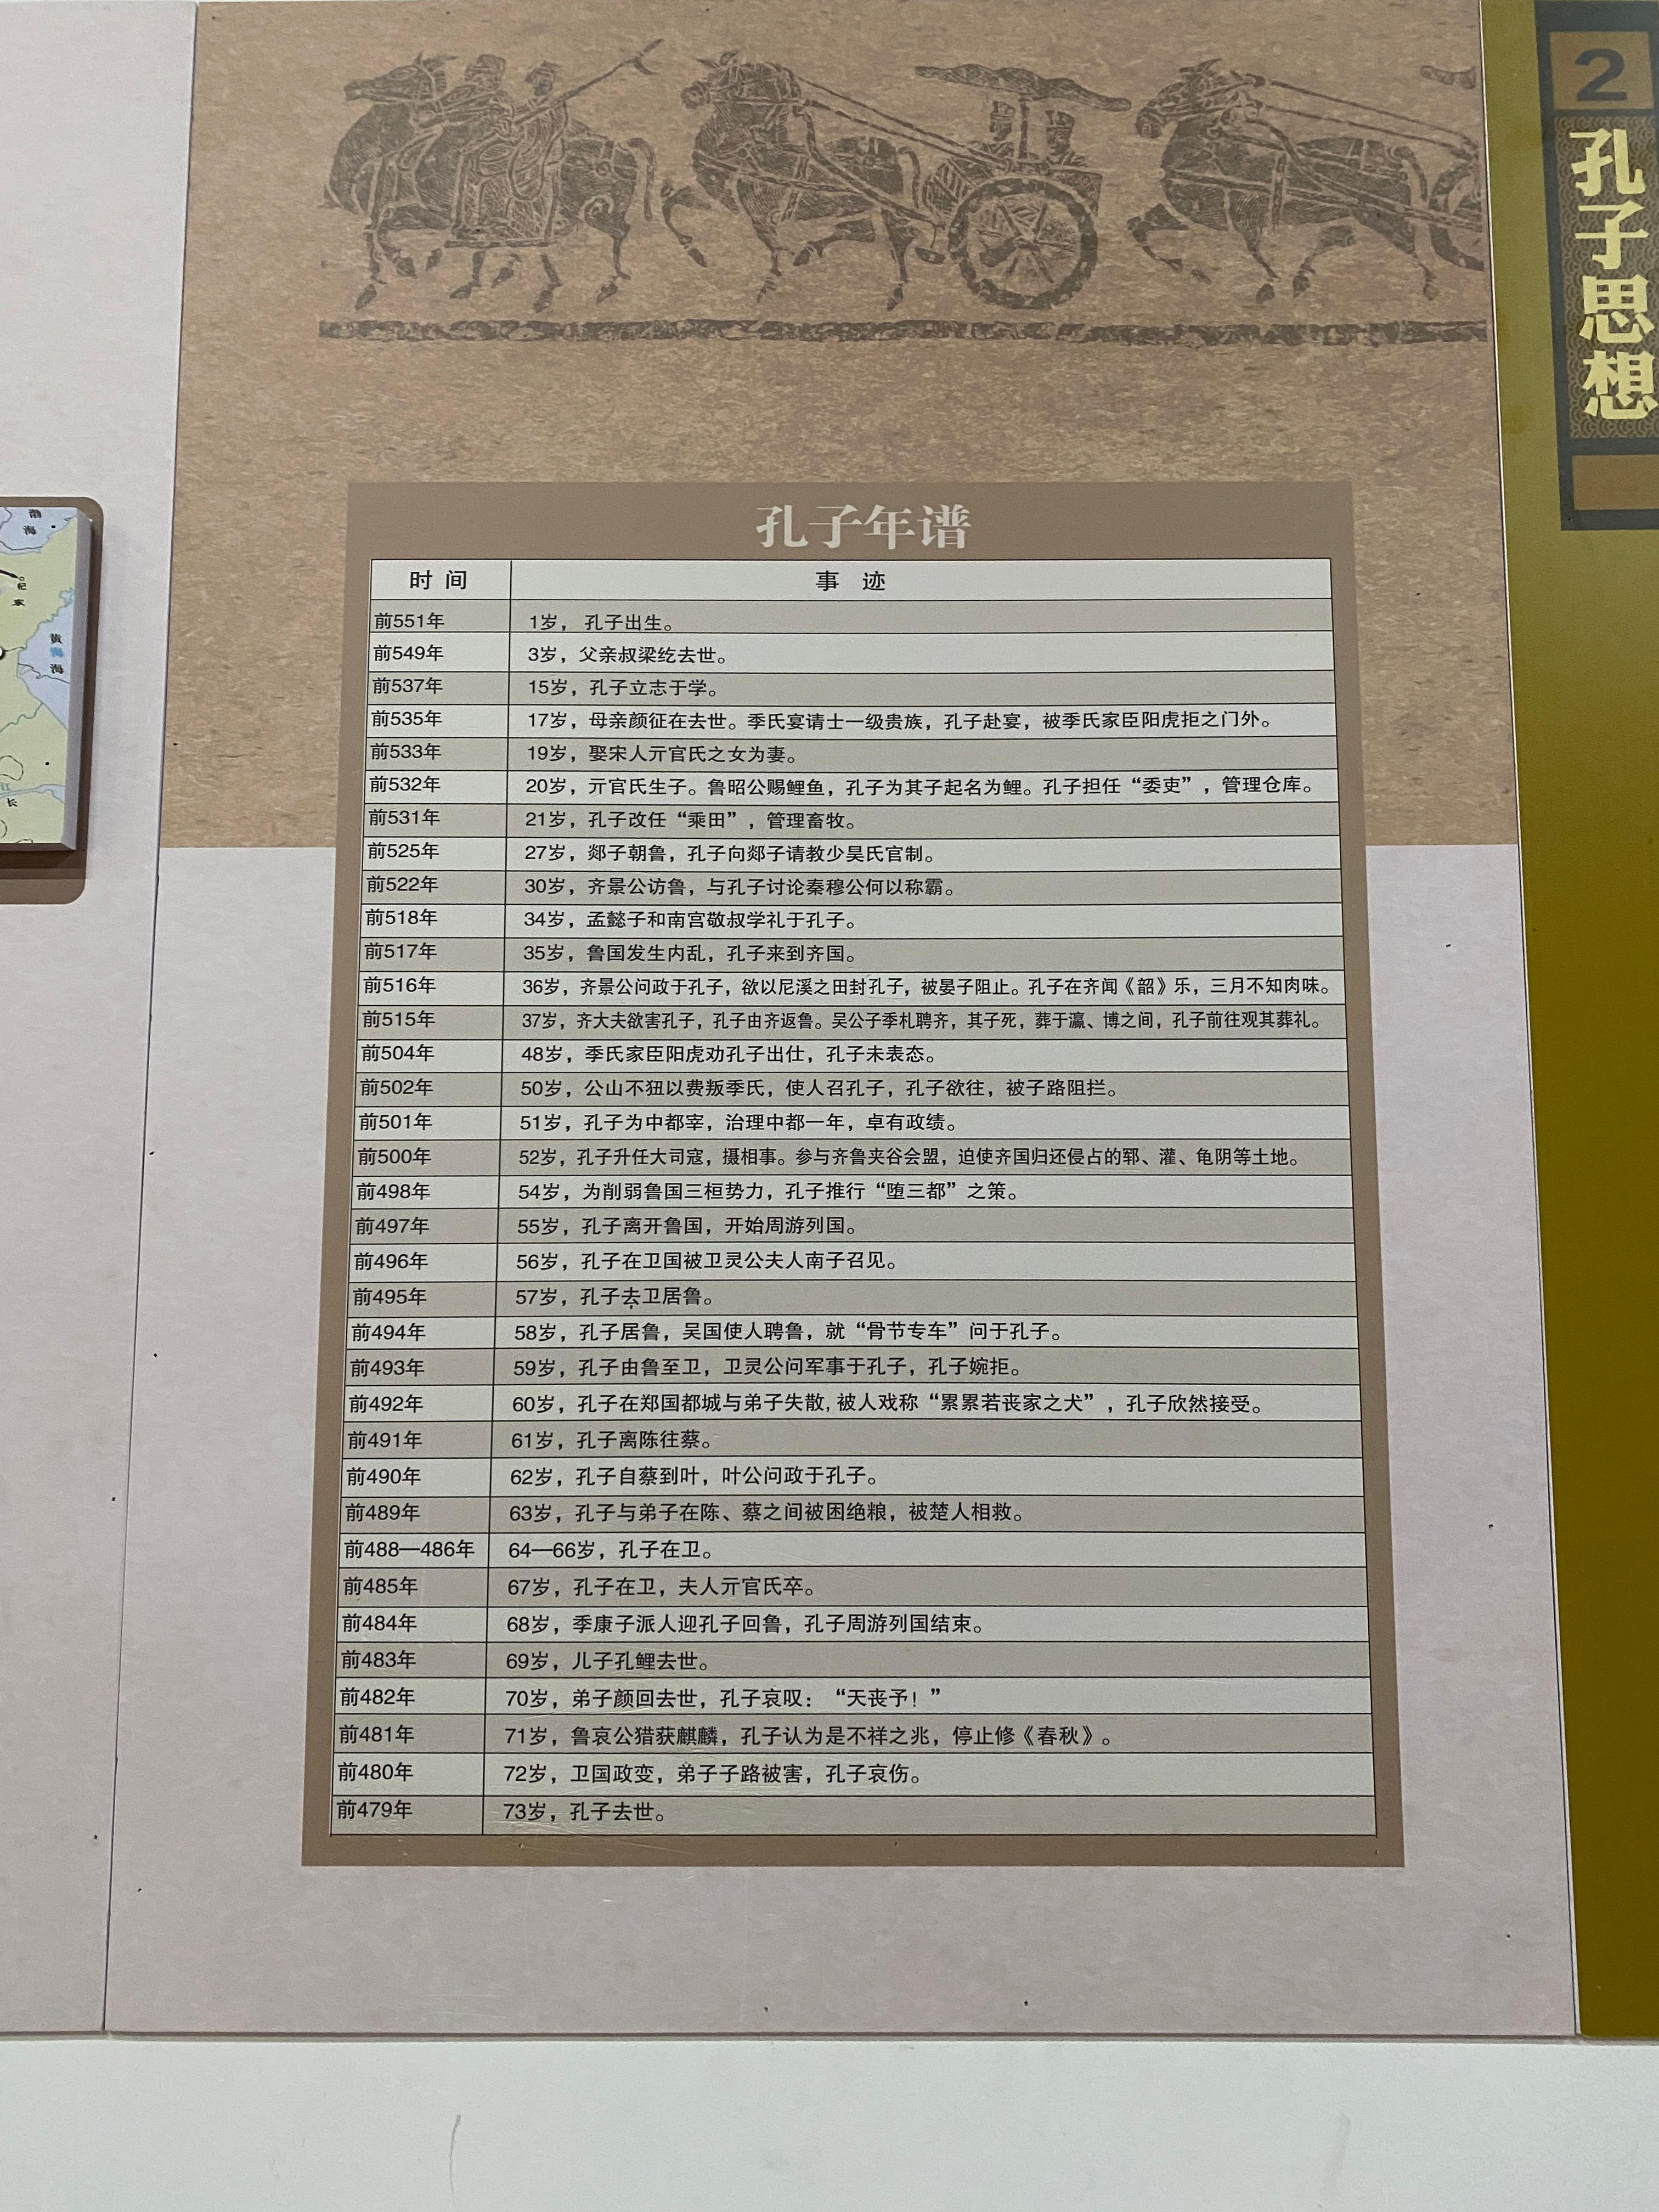 渤
海
黄
海
长
2
孔子思想
孔子年谱
时 间 事 迹
前551年 1岁，孔子出生。
前549年 3岁，父亲叔梁纥去世。
前537年 15岁，孔子立志于学。
前535年 17岁，母亲颜征在去世。季氏宴请士一级贵族，孔子赴宴，被季氏家臣阳虎拒之门外。
前533年 19岁，娶宋人亓官氏之女为妻。
前532年 20岁，亓官氏生子。鲁昭公赐鲤鱼，孔子为其子起名为鲤。孔子担任“委吏”，管理仓库。
前531年 21岁，孔子改任“乘田”，管理畜牧。
前525年 27岁，郯子朝鲁，孔子向郯子请教少昊氏官制。
前522年 30岁，齐景公访鲁，与孔子讨论秦穆公何以称霸。
前518年 34岁，孟懿子和南宫敬叔学礼于孔子。
前517年 35岁，鲁国发生内乱，孔子来到齐国。
前516年 36岁，齐景公问政于孔子，欲以尼溪之田封孔子，被晏子阻止。孔子在齐闻《韶》乐，三月不知肉味。
前515年 37岁，齐大夫欲害孔子，孔子由齐返鲁。吴公子季札聘齐，其子死，葬于瀛、博之间，孔子前往观其葬礼。
前504年 48岁，季氏家臣阳虎劝孔子出仕，孔子未表态。
前502年 50岁，公山不狃以费叛季氏，使人召孔子，孔子欲往，被子路阻拦。
前501年 51岁，孔子为中都宰，治理中都一年，卓有政绩。
前500年 52岁，孔子升任大司寇，摄相事。参与齐鲁夹谷会盟，迫使齐国归还侵占的郓、灌、龟阴等土地。
前498年 54岁，为削弱鲁国三桓势力，孔子推行“堕三都”之策。
前497年 55岁，孔子离开鲁国，开始周游列国。
前496年 56岁，孔子在卫国被卫灵公夫人南子召见。
前495年 57岁，孔子去卫居鲁。
前494年 58岁，孔子居鲁，吴国使人聘鲁，就“骨节专车”问于孔子。
前493年 59岁，孔子由鲁至卫，卫灵公问军事于孔子，孔子婉拒。
前492年 60岁，孔子在郑国都城与弟子失散,被人戏称“累累若丧家之犬”，孔子欣然接受。
前491年 61岁，孔子离陈往蔡。
前490年 62岁，孔子自蔡到叶，叶公问政于孔子。
前489年 63岁，孔子与弟子在陈、蔡之间被困绝粮，被楚人相救。
前488—486年 64—66岁，孔子在卫。
前485年 67岁，孔子在卫，夫人亓官氏卒。
前484年 68岁，季康子派人迎孔子回鲁，孔子周游列国结束。
前483年 69岁，儿子孔鲤去世。
前482年 70岁，弟子颜回去世，孔子哀叹：“天丧予！”
前481年 71岁，鲁哀公猎获麒麟，孔子认为是不祥之兆，停止修《春秋》。
前480年 72岁，卫国政变，弟子子路被害，孔子哀伤。
前479年 73岁，孔子去世。